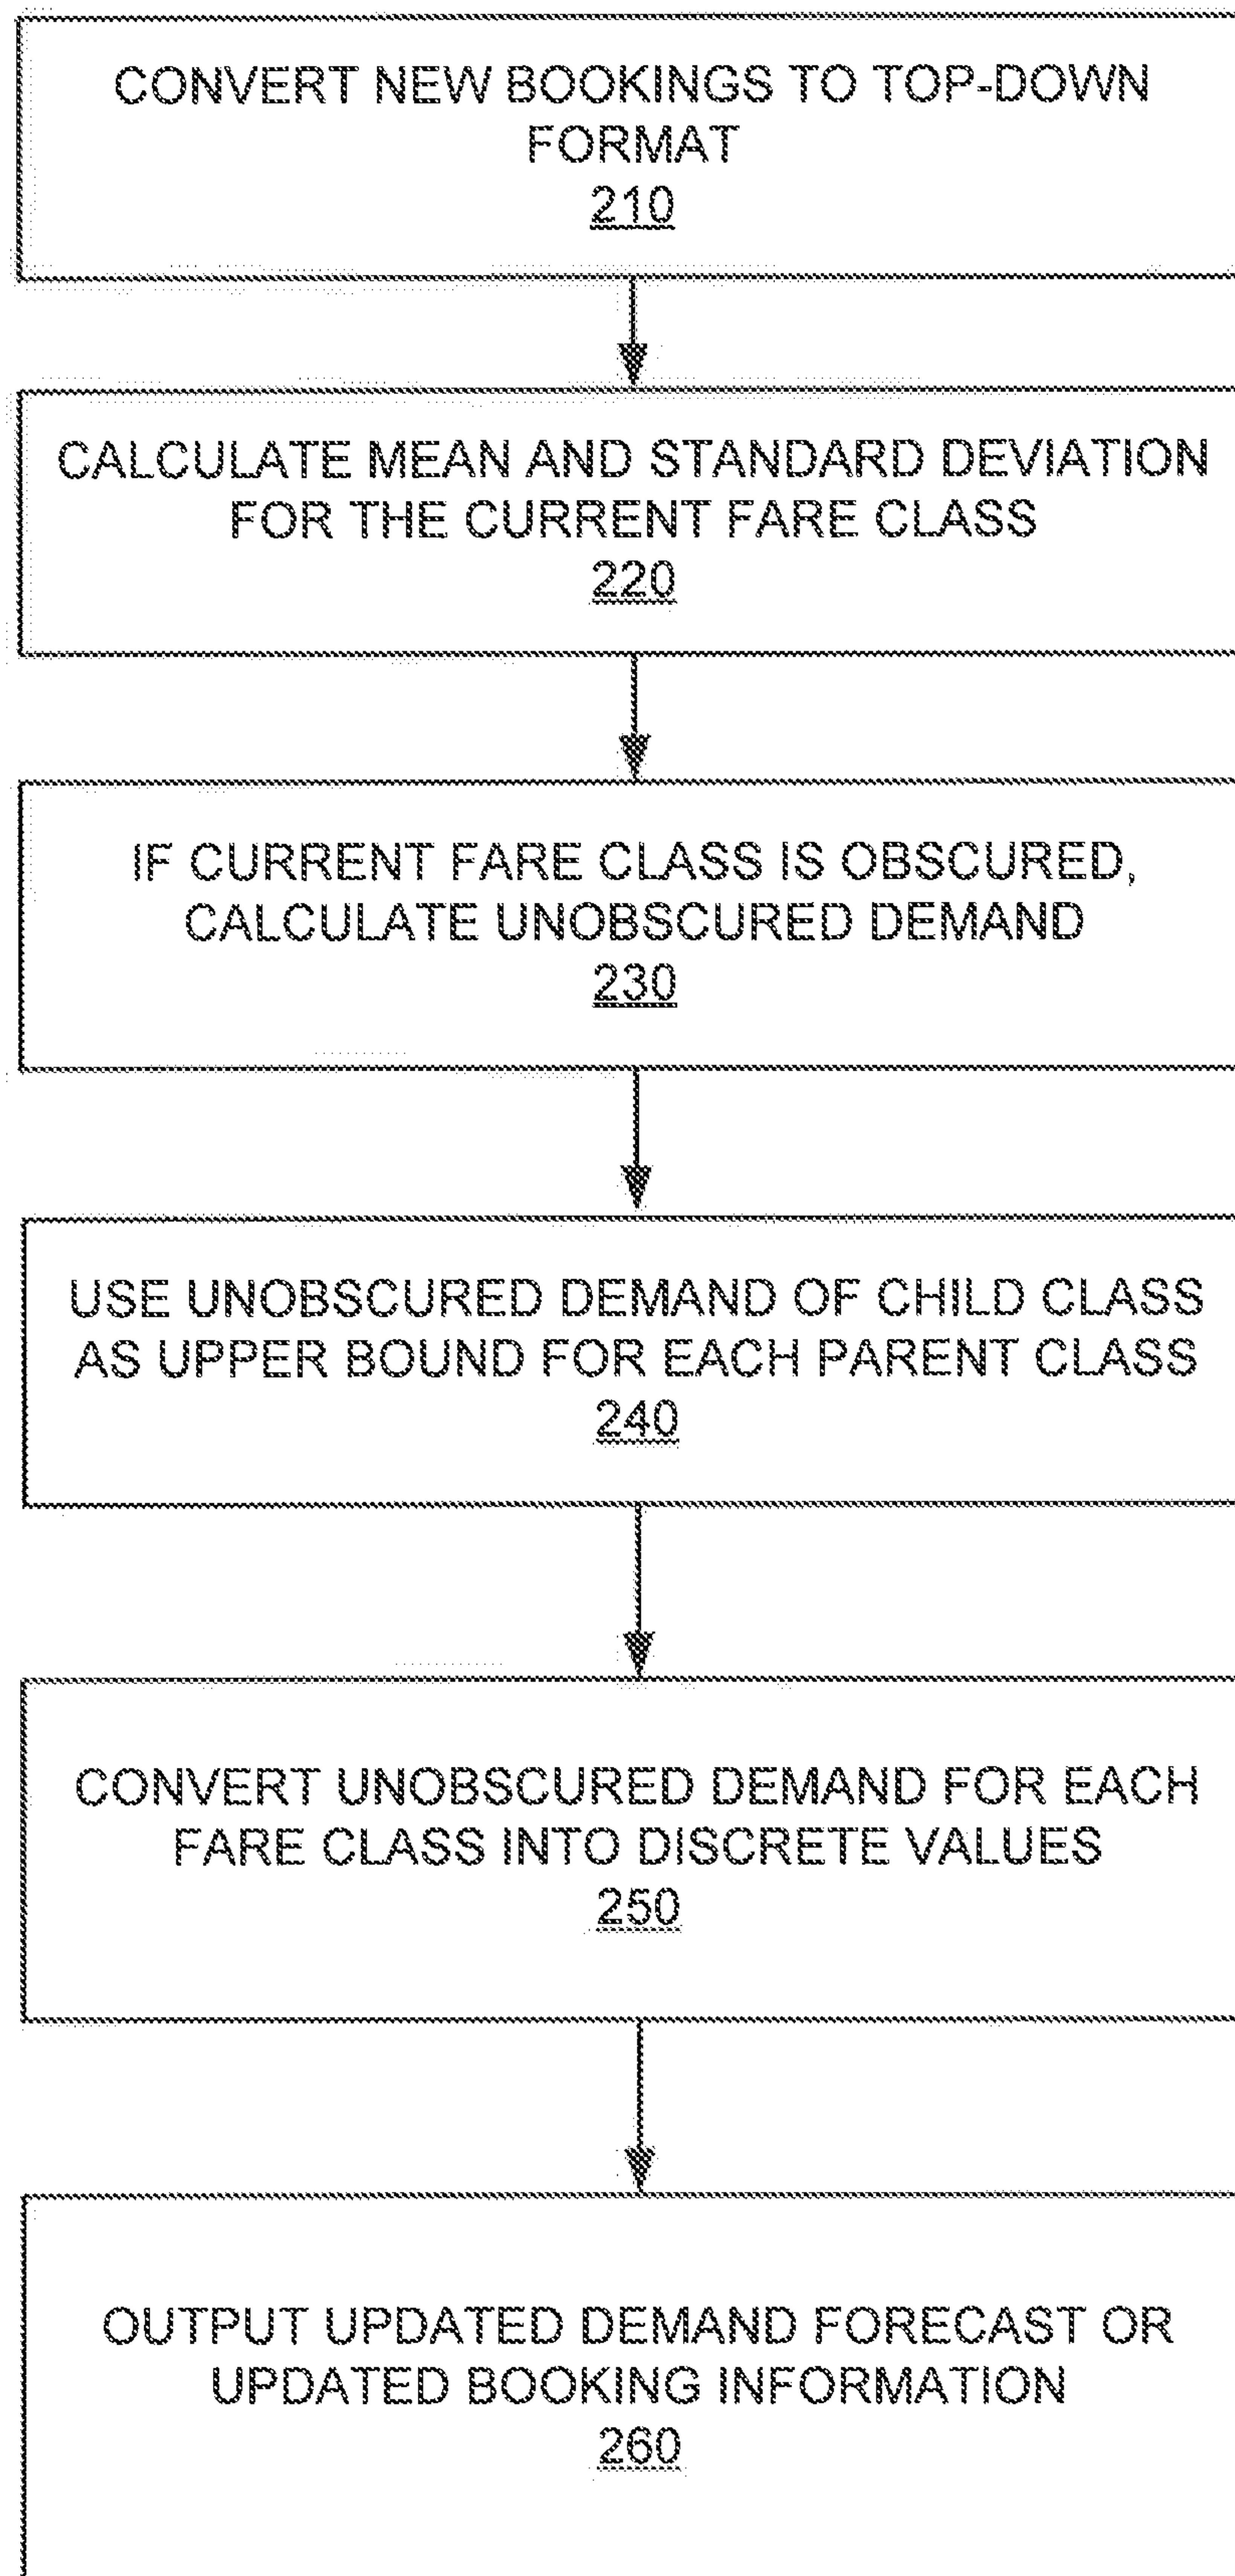 CONVERT NEW BOOKINGS TO TOP-DOWN
FORMAT
210
CALCULATE MEAN AND STANDARD DEVIATION
FOR THE CURRENT FARE CLASS
220
IF CURRENT FARE CLASS IS OBSCURED,
CALCULATE UNOBSCURED DEMAND
230
USE UNOBSCURED DEMAND OF CHILD CLASS
AS UPPER BOUND FOR EACH PARENT CLASS
240
CONVERT UNOBSCURED DEMAND FOR EACH
FARE CLASS INTO DISCRETE VALUES
250
OUTPUT UPDATED DEMAND FORECAST OR
UPDATED BOOKING INFORMATION
260